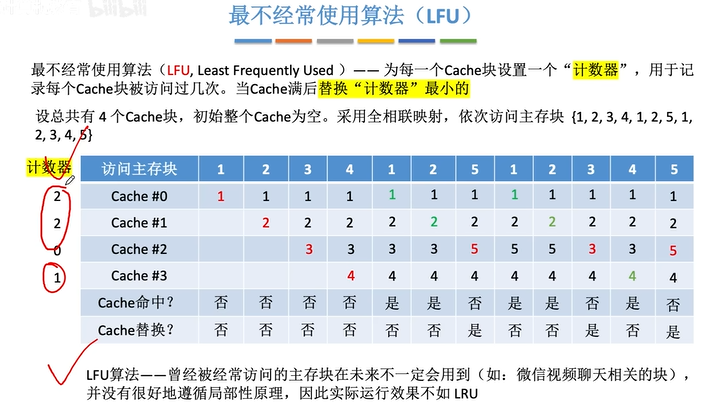 bilibili
最不经常使用算法（LFU）
最不经常使用算法（LFU, Least Frequently Used ）—— 为每一个Cache块设置一个“计数器”，用于记
录每个Cache块被访问过几次。当Cache满后替换“计数器”最小的
设总共有 4 个Cache块，初始整个Cache为空。采用全相联映射，依次访问主存块 {1, 2, 3, 4, 1, 2, 5, 1,
2, 3, 4, 5}
计数器 访问主存块 1 2 3 4 1 2 5 1 2 3 4 5
2 Cache #0 1 1 1 1 1 1 1 1 1 1 1 1
2 Cache #1 2 2 2 2 2 2 2 2 2 2 2
0 Cache #2 3 3 3 3 5 5 5 3 3 5
1 Cache #3 4 4 4 4 4 4 4 4 4
Cache命中？ 否 否 否 否 是 是 否 是 是 否 是 否
Cache替换？ 否 否 否 否 否 否 是 否 否 是 否 是
LFU算法——曾经被经常访问的主存块在未来不一定会用到（如：微信视频聊天相关的块），
并没有很好地遵循局部性原理，因此实际运行效果不如 LRU